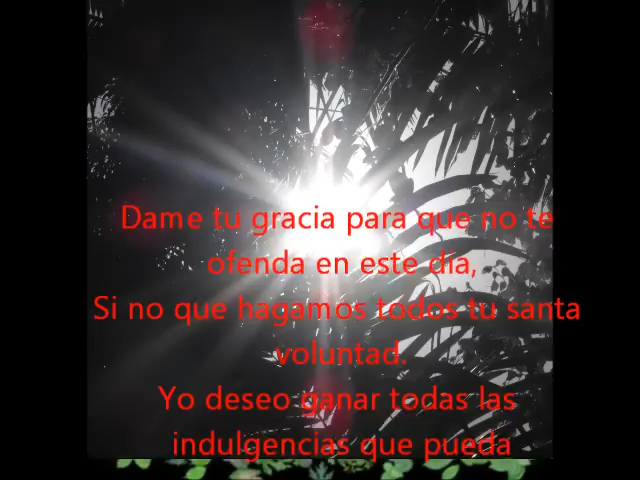 Dame tu gracia para que no te
ofenda en este día,
Si no que hagamos todos tu santa
voluntad.
Yo deseo ganar todas las
indulgencias que pueda